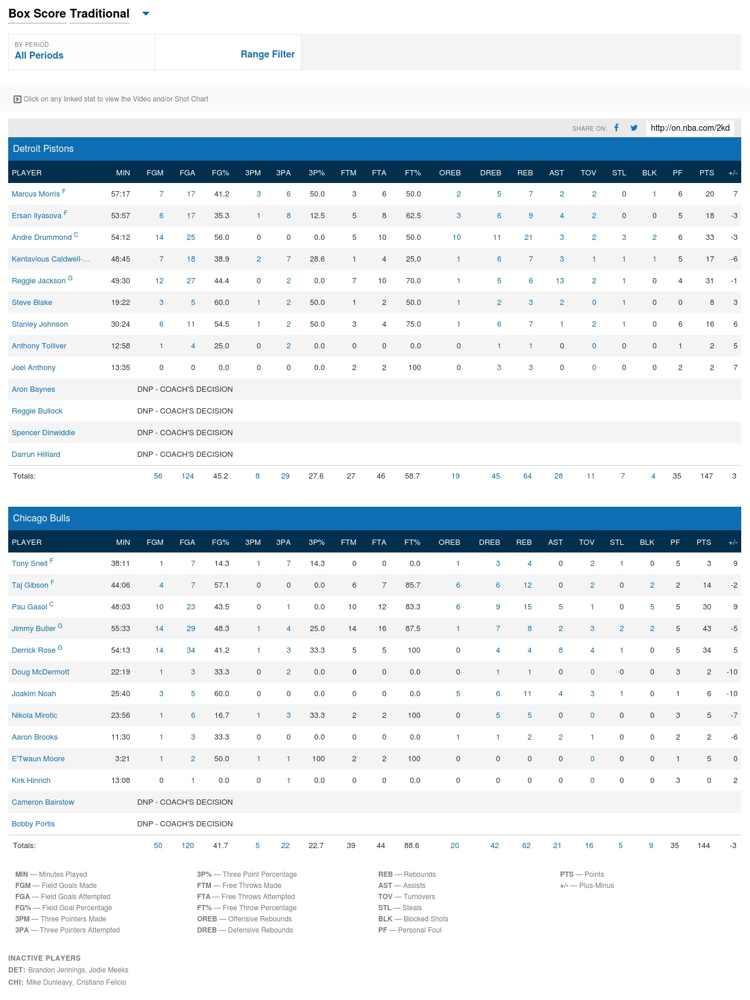 Box Score Traditional
BY PERIOD
All Periods
Range Filter
Click on any linked stat to view the Video and/or Shot Chart
SHARE ON: http://on.nba.com/2kd
Detroit Pistons
PLAYER MIN FGM FGA FG% 3PM 3PA 3P% FTM FTA FT% OREB DREB REB AST TOV STL BLK PF PTS +/-
Marcus Morris F 57:17 7 17 41.2 3 6 50.0 3 6 50.0 2 5 7 2 2 0 1 6 20 7
Ersan Ilyasova F 53:57 6 17 35.3 1 8 12.5 5 8 62.5 3 6 9 4 2 0 0 5 18 -3
Andre Drummond C 54:12 14 25 56.0 0 0 0.0 5 10 50.0 10 11 21 3 2 3 2 6 33 -3
Kentavious Caldwell-… 48:45 7 18 38.9 2 7 28.6 1 4 25.0 1 6 7 3 1 1 1 5 17 -6
Reggie Jackson G 49:30 12 27 44.4 0 2 0.0 7 10 70.0 1 5 6 13 2 1 0 4 31 -1
Steve Blake 19:22 3 5 60.0 1 2 50.0 1 2 50.0 1 2 3 2 0 1 0 0 8 3
Stanley Johnson 30:24 6 11 54.5 1 2 50.0 3 4 75.0 1 6 7 1 2 1 0 6 16 6
Anthony Tolliver 12:58 1 4 25.0 0 2 0.0 0 0 0.0 0 1 1 0 0 0 0 1 2 5
Joel Anthony 13:35 0 0 0.0 0 0 0.0 2 2 100 0 3 3 0 0 0 0 2 2 7
Aron Baynes DNP - COACH'S DECISION
Reggie Bullock DNP - COACH'S DECISION
Spencer Dinwiddie DNP - COACH'S DECISION
Darrun Hilliard DNP - COACH'S DECISION
Totals: 56 124 45.2 8 29 27.6 27 46 58.7 19 45 64 28 11 7 4 35 147 3
Chicago Bulls
PLAYER MIN FGM FGA FG% 3PM 3PA 3P% FTM FTA FT% OREB DREB REB AST TOV STL BLK PF PTS +/-
Tony Snell F 38:11 1 7 14.3 1 7 14.3 0 0 0.0 1 3 4 0 2 1 0 5 3 9
Taj Gibson F 44:06 4 7 57.1 0 0 0.0 6 7 85.7 6 6 12 0 2 0 2 2 14 -2
Pau Gasol C 48:03 10 23 43.5 0 1 0.0 10 12 83.3 6 9 15 5 1 0 5 5 30 9
Jimmy Butler G 55:33 14 29 48.3 1 4 25.0 14 16 87.5 1 7 8 2 3 2 2 5 43 -5
Derrick Rose G 54:13 14 34 41.2 1 3 33.3 5 5 100 0 4 4 8 4 1 0 5 34 5
Doug McDermott 22:19 1 3 33.3 0 2 0.0 0 0 0.0 0 1 1 0 0 0 0 3 2 -10
Joakim Noah 25:40 3 5 60.0 0 0 0.0 0 0 0.0 5 6 11 4 3 1 0 1 6 -10
Nikola Mirotic 23:56 1 6 16.7 1 3 33.3 2 2 100 0 5 5 0 0 0 0 3 5 -7
Aaron Brooks 11:30 1 3 33.3 0 0 0.0 0 0 0.0 1 1 2 2 1 0 0 2 2 -6
E'Twaun Moore 3:21 1 2 50.0 1 1 100 2 2 100 0 0 0 0 0 0 0 1 5 0
Kirk Hinrich 13:08 0 1 0.0 0 1 0.0 0 0 0.0 0 0 0 0 0 0 0 3 0 2
Cameron Bairstow DNP - COACH'S DECISION
Bobby Portis DNP - COACH'S DECISION
Totals: 50 120 41.7 5 22 22.7 39 44 88.6 20 42 62 21 16 5 9 35 144 -3
MIN — Minutes Played 3P% — Three Point Percentage REB — Rebounds PTS — Points
FGM — Field Goals Made FTM — Free Throws Made AST — Assists +/- — Plus-Minus
FGA — Field Goals Attempted FTA — Free Throws Attempted TOV — Turnovers
FG% — Field Goal Percentage FT% — Free Throw Percentage STL — Steals
3PM — Three Pointers Made OREB — Offensive Rebounds BLK — Blocked Shots
3PA — Three Pointers Attempted DREB — Defensive Rebounds PF — Personal Foul
INACTIVE PLAYERS
DET: Brandon Jennings, Jodie Meeks
CHI: Mike Dunleavy, Cristiano Felicio